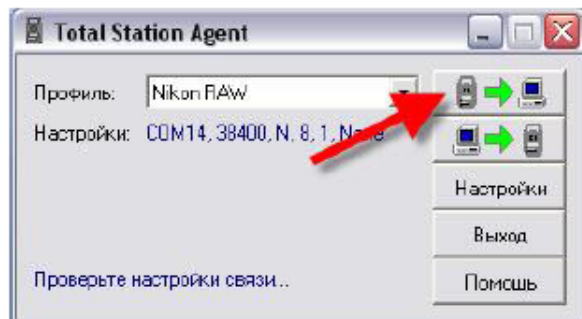 Total Station Agent
Профиль: Nikon RAW
Настройки: COM14, 38400, N, 8, 1, None
Настройки
Выход
Проверьте настройки связи...
Помощь